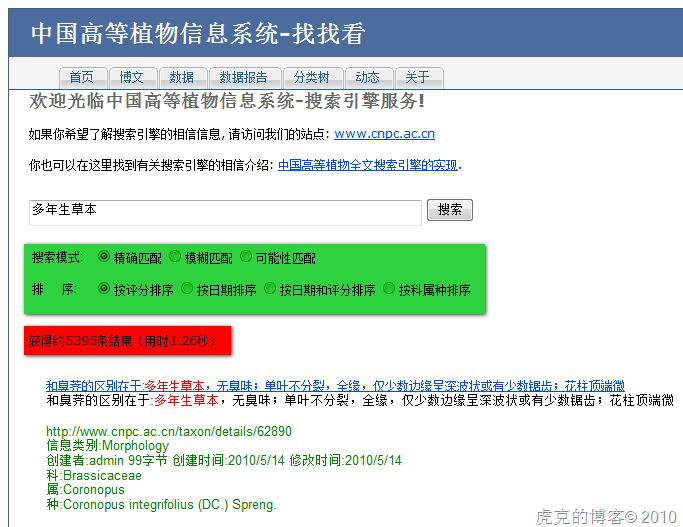 中国高等植物信息系统-找找看
首页 博文 数据 数据报告 分类树 动态 关于
欢迎光临中国高等植物信息系统-搜索引擎服务!
如果你希望了解搜索引擎的相信信息, 请访问我们的站点: www.cnpc.ac.cn
你也可以在这里找到有关搜索引擎的相信介绍: 中国高等植物全文搜索引擎的实现.
多年生草本 搜索
搜索模式: 精确匹配 模糊匹配 可能性匹配
排 序: 按评分排序 按日期排序 按日期和评分排序 按科属种排序
获得约5395条结果（用时1.26秒）
和臭荠的区别在于:多年生草本，无臭味；单叶不分裂，全缘，仅少数边缘呈深波状或有少数锯齿；花柱顶端微
和臭荠的区别在于:多年生草本，无臭味；单叶不分裂，全缘，仅少数边缘呈深波状或有少数锯齿；花柱顶端微
http://www.cnpc.ac.cn/taxon/details/62890
信息类别:Morphology
创建者:admin 99字节 创建时间:2010/5/14 修改时间:2010/5/14
科:Brassicaceae
属:Coronopus
种:Coronopus integrifolius (DC.) Spreng.
虎克的博客© 2010